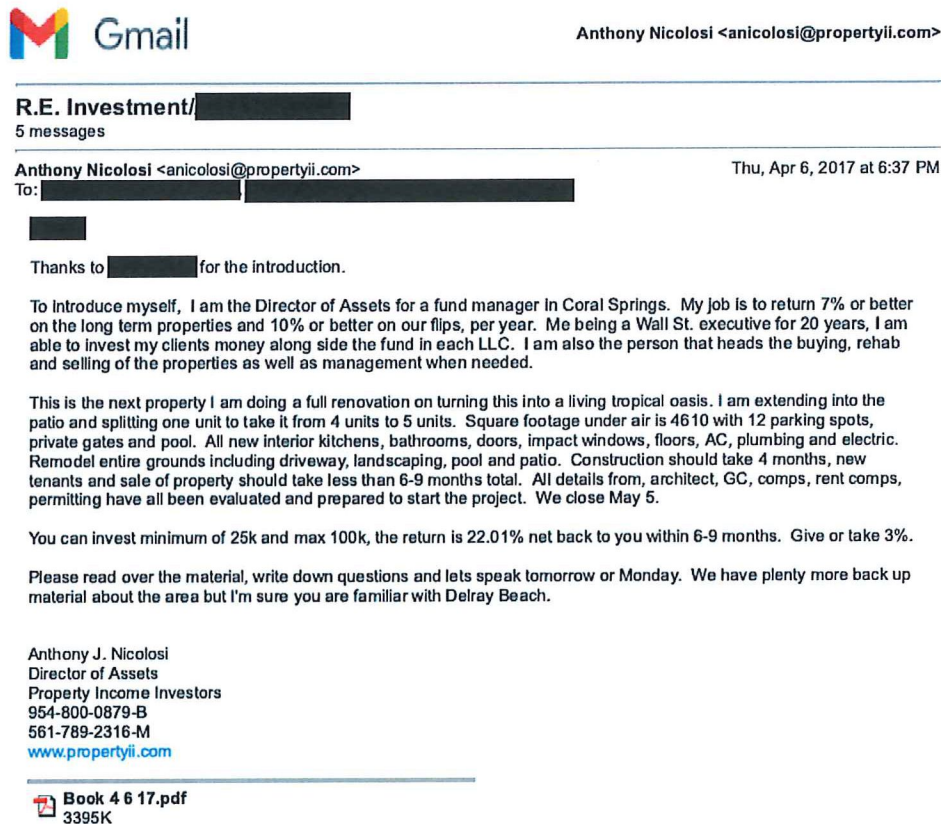 Gmail
Anthony Nicolosi <anicolosi@propertyii.com>
R.E. Investment/
5 messages
Anthony Nicolosi <anicolosi@propertyii.com>
Thu, Apr 6, 2017 at 6:37 PM
To:
Thanks to for the introduction.
To introduce myself, I am the Director of Assets for a fund manager in Coral Springs. My job is to return 7% or better
on the long term properties and 10% or better on our flips, per year. Me being a Wall St. executive for 20 years, I am
able to invest my clients money along side the fund in each LLC. I am also the person that heads the buying, rehab
and selling of the properties as well as management when needed.
This is the next property I am doing a full renovation on turning this into a living tropical oasis. I am extending into the
patio and splitting one unit to take it from 4 units to 5 units. Square footage under air is 4610 with 12 parking spots,
private gates and pool. All new interior kitchens, bathrooms, doors, impact windows, floors, AC, plumbing and electric.
Remodel entire grounds including driveway, landscaping, pool and patio. Construction should take 4 months, new
tenants and sale of property should take less than 6-9 months total. All details from, architect, GC, comps, rent comps,
permitting have all been evaluated and prepared to start the project. We close May 5.
You can invest minimum of 25k and max 100k, the return is 22.01% net back to you within 6-9 months. Give or take 3%.
Please read over the material, write down questions and lets speak tomorrow or Monday. We have plenty more back up
material about the area but I'm sure you are familiar with Delray Beach.
Anthony J. Nicolosi
Director of Assets
Property Income Investors
954-800-0879-B
561-789-2316-M
www.propertyii.com
Book 4 6 17.pdf
3395K